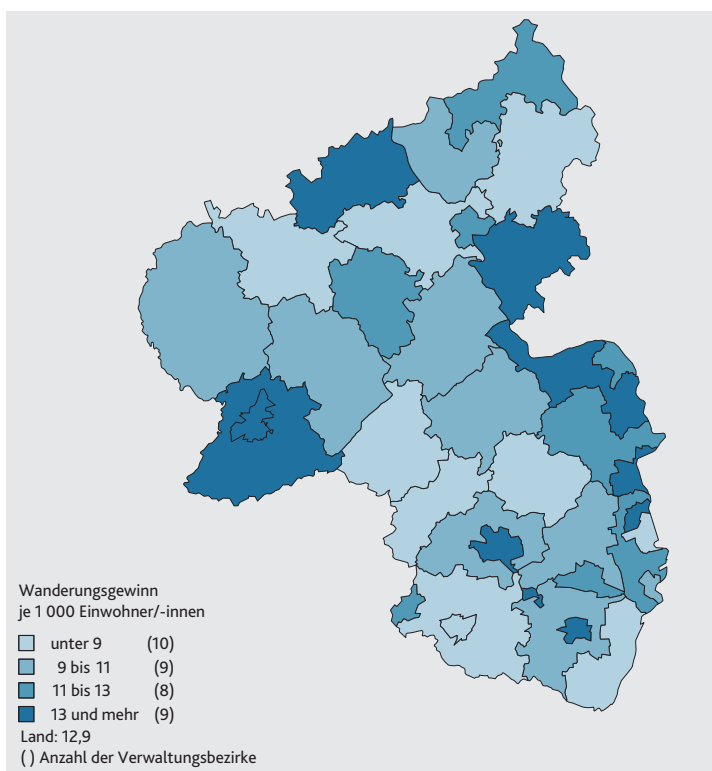 Wanderungsgewinn
je 1 000 Einwohner/-innen
unter 9 (10)
9 bis 11 (9)
11 bis 13 (8)
13 und mehr (9)
Land: 12,9
( ) Anzahl der Verwaltungsbezirke